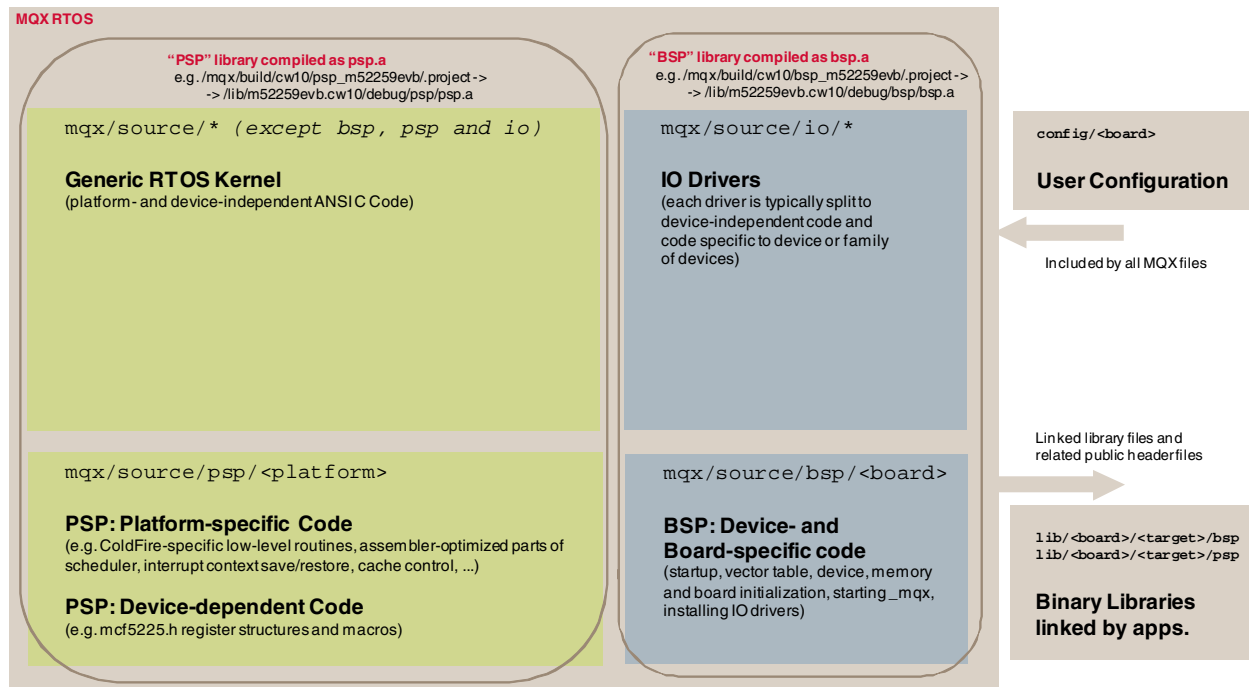 MQX RTOS
“PSP” library compiled as psp.a
e.g. /mqx/build/cw10/psp_m52259evb/.project ->
-> /lib/m52259evb.cw10/debug/psp/psp.a
mqx/source/* (except bsp, psp and io)
Generic RTOS Kernel
(platform- and device-independent ANSI C Code)
mqx/source/psp/<platform>
PSP: Platform-specific Code
(e.g. ColdFire-specific low-level routines, assembler-optimized parts of
scheduler, interrupt context save/restore, cache control, ...)
PSP: Device-dependent Code
(e.g. mcf5225.h register structures and macros)
“BSP” library compiled as bsp.a
e.g. /mqx/build/cw10/bsp_m52259evb/.project ->
-> /lib/m52259evb.cw10/debug/bsp/bsp.a
mqx/source/io/*
IO Drivers
(each driver is typically split to
device-independent code and
code specific to device or family
of devices)
mqx/source/bsp/<board>
BSP: Device- and
Board-specific code
(startup, vector table, device, memory
and board initialization, starting _mqx,
installing IO drivers)
config/<board>
User Configuration
Included by all MQX files
Linked library files and
related public header files
lib/<board>/<target>/bsp
lib/<board>/<target>/psp
Binary Libraries
linked by apps.